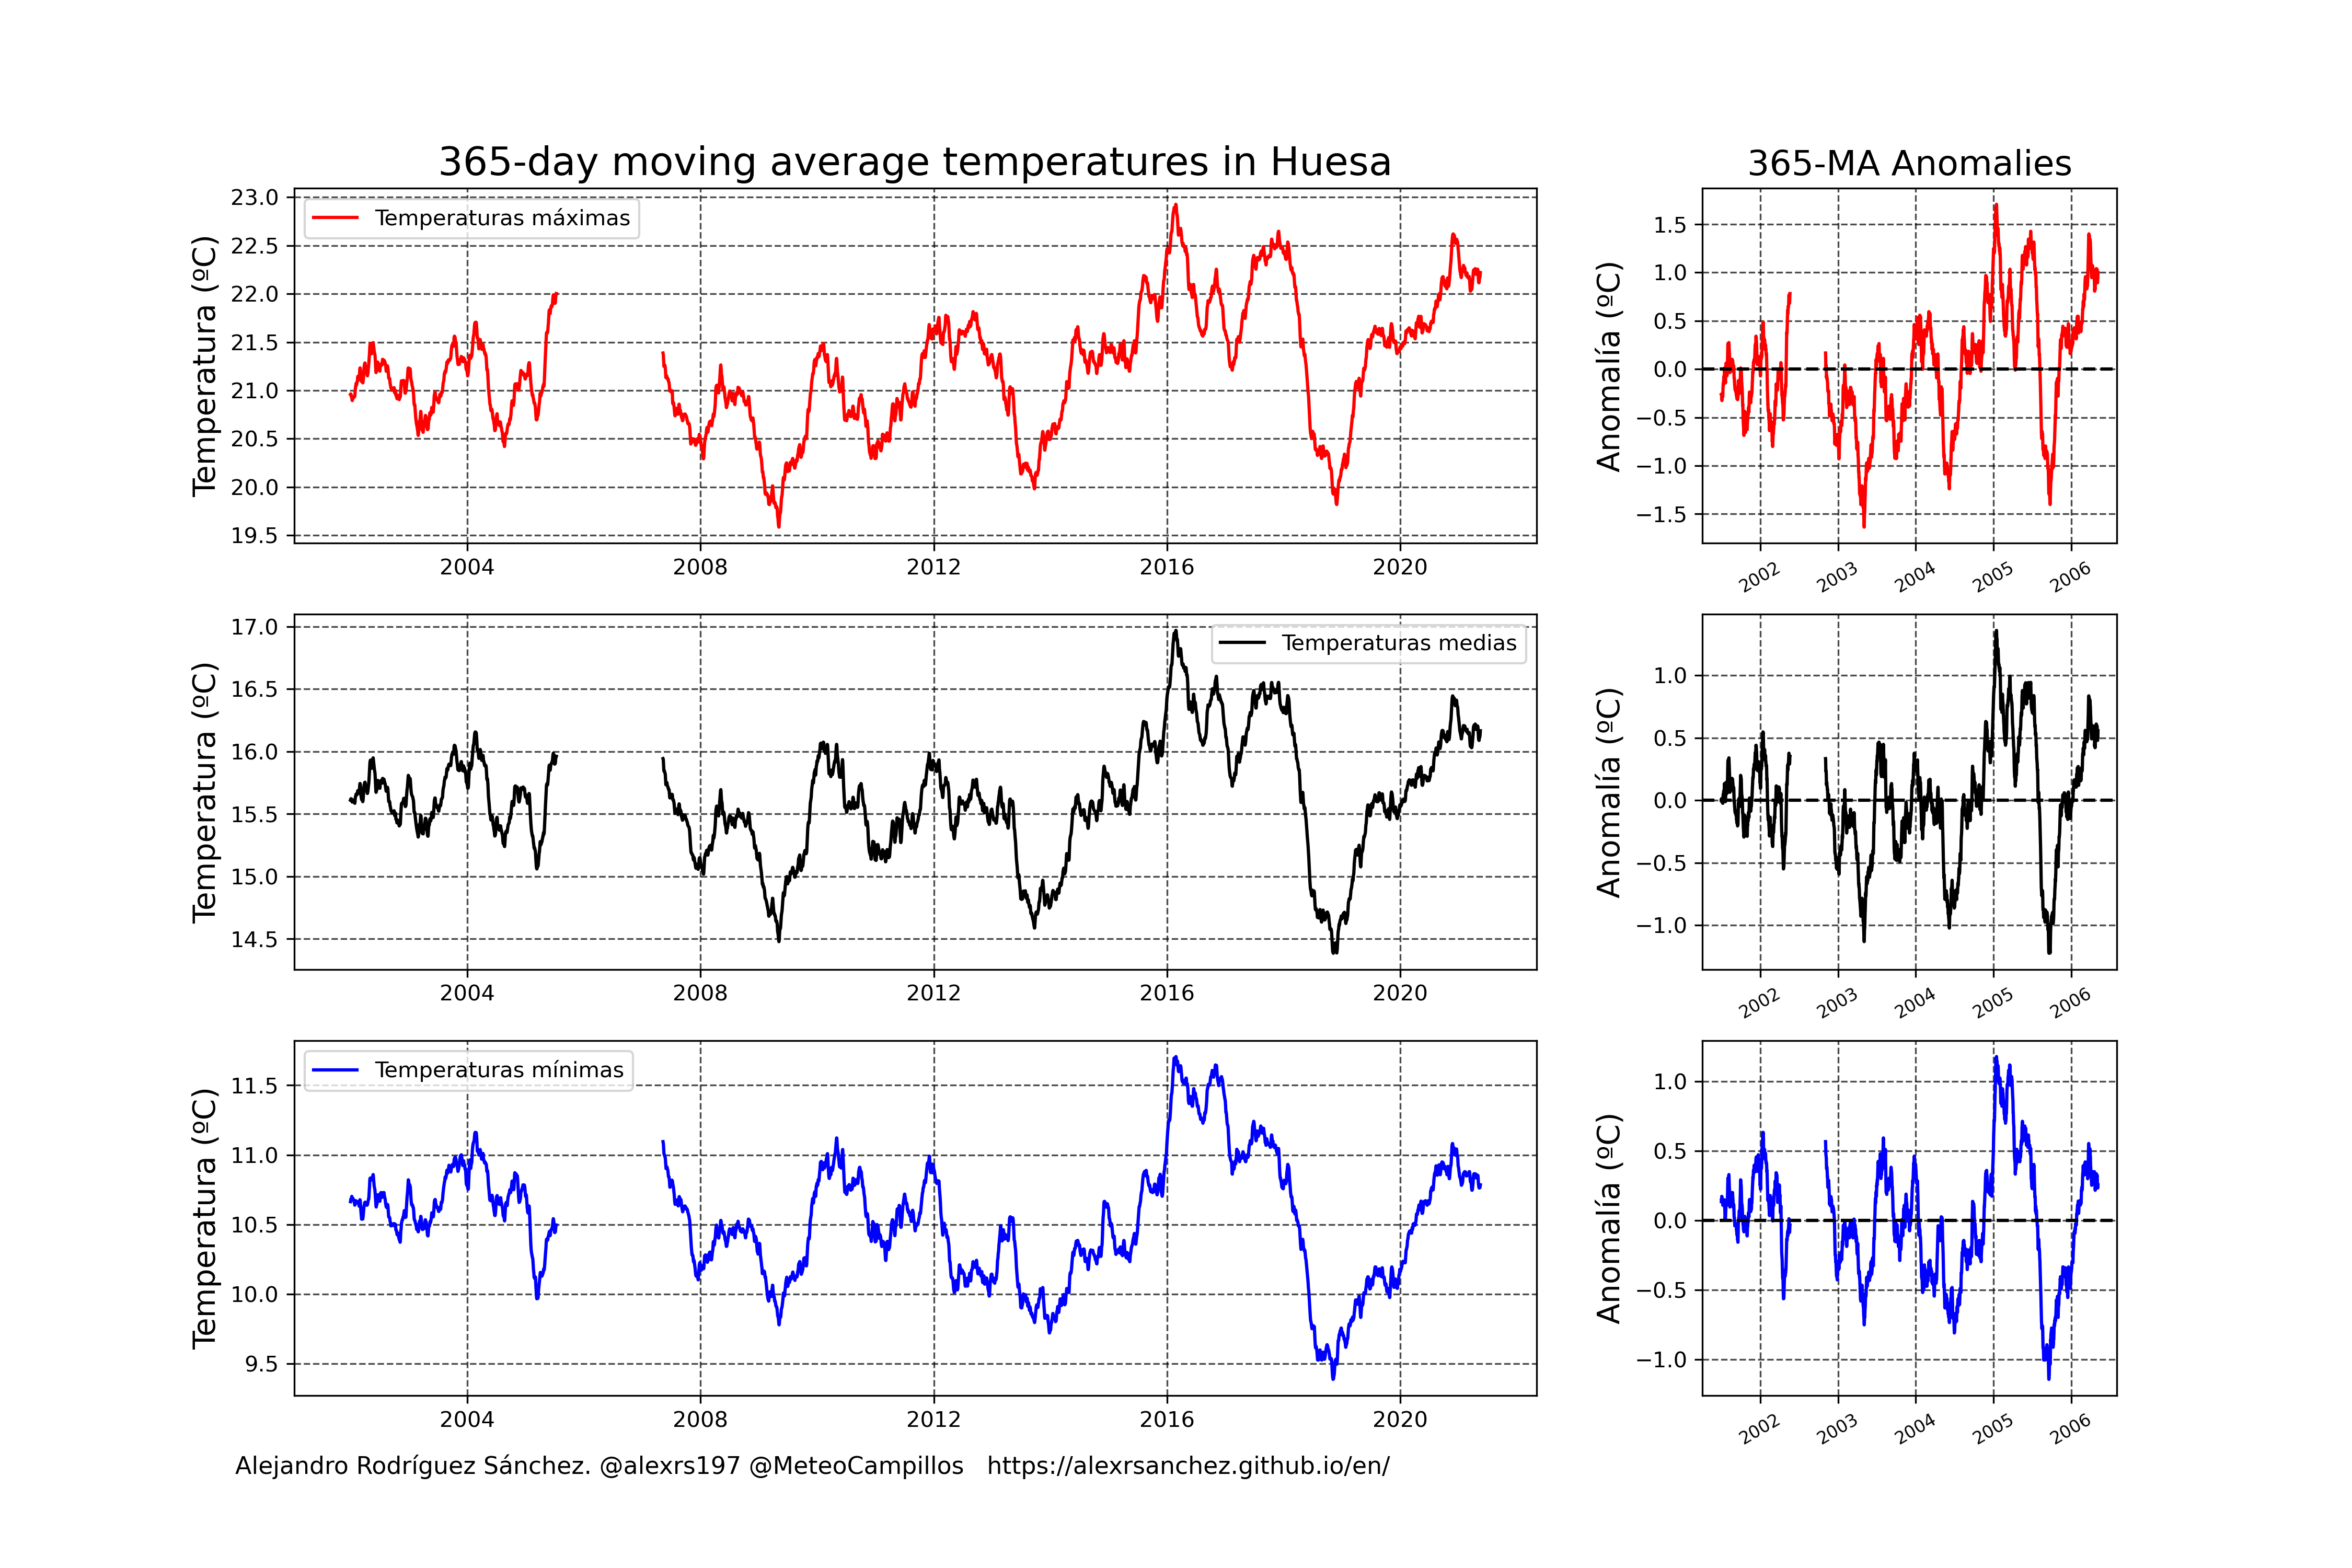 365-day moving average temperatures in Huesa
365-MA Anomalies
Temperatura (ºC)
23.0
22.5
22.0
21.5
21.0
20.5
20.0
19.5
Temperaturas máximas
2004 2008 2012 2016 2020
Anomalía (ºC)
1.5
1.0
0.5
0.0
−0.5
−1.0
−1.5
2002 2003 2004 2005 2006
Temperatura (ºC)
17.0
16.5
16.0
15.5
15.0
14.5
Temperaturas medias
2004 2008 2012 2016 2020
Anomalía (ºC)
1.0
0.5
0.0
−0.5
−1.0
2002 2003 2004 2005 2006
Temperatura (ºC)
11.5
11.0
10.5
10.0
9.5
Temperaturas mínimas
2004 2008 2012 2016 2020
Anomalía (ºC)
1.0
0.5
0.0
−0.5
−1.0
2002 2003 2004 2005 2006
Alejandro Rodríguez Sánchez. @alexrs197 @MeteoCampillos https://alexrsanchez.github.io/en/